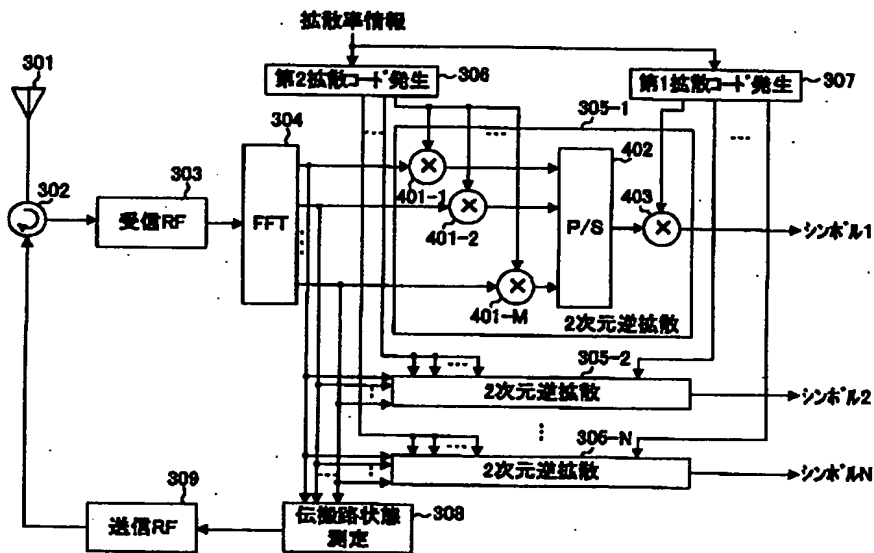 拡散率情報
301
第2拡散コード発生
306
第1拡散コード発生
307
305-1
304
302
303
受信RF
FFT
401-1
401-2
401-M
402
P/S
403
シンボル1
2次元逆拡散
305-2
2次元逆拡散
シンボル2
306-N
2次元逆拡散
シンボルN
309
送信RF
伝搬路状態
測定
308